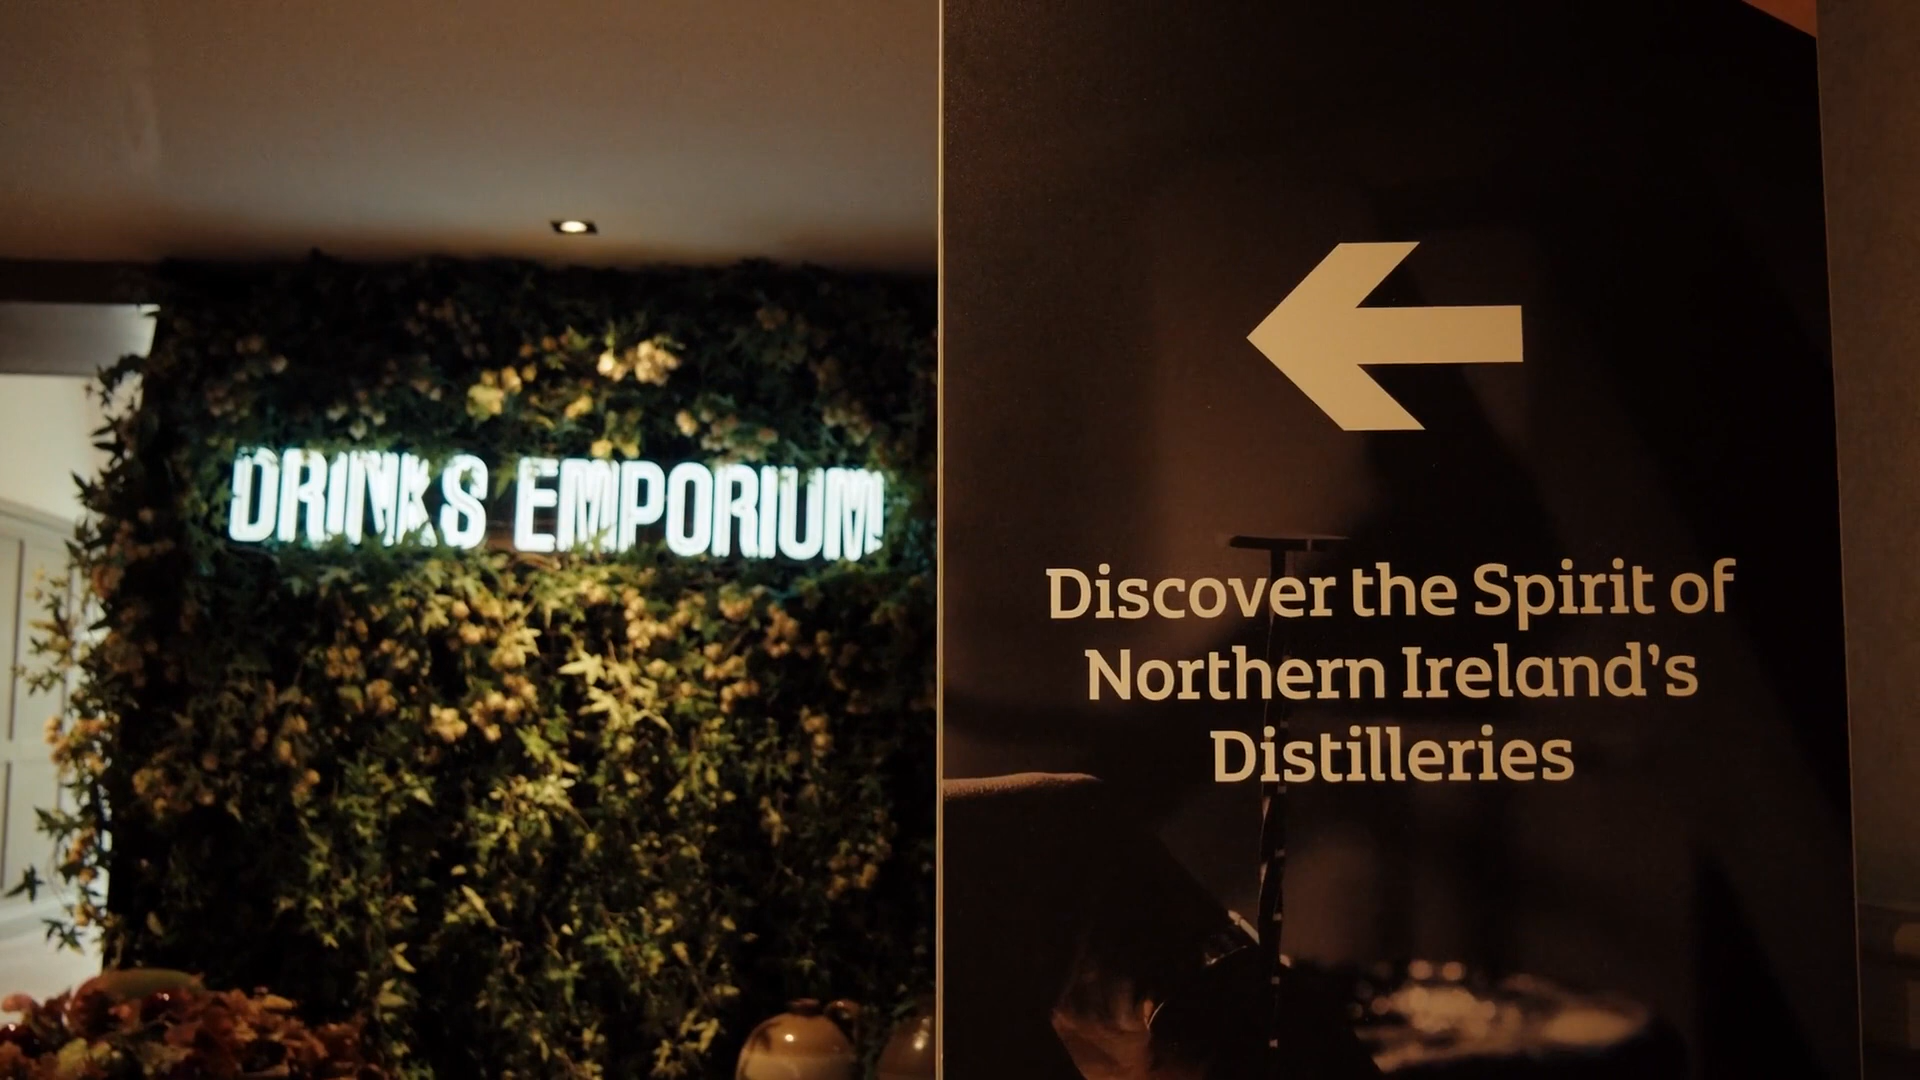 DRINKS EMPORIUM
Discover the Spirit of
Northern Ireland's
Distilleries